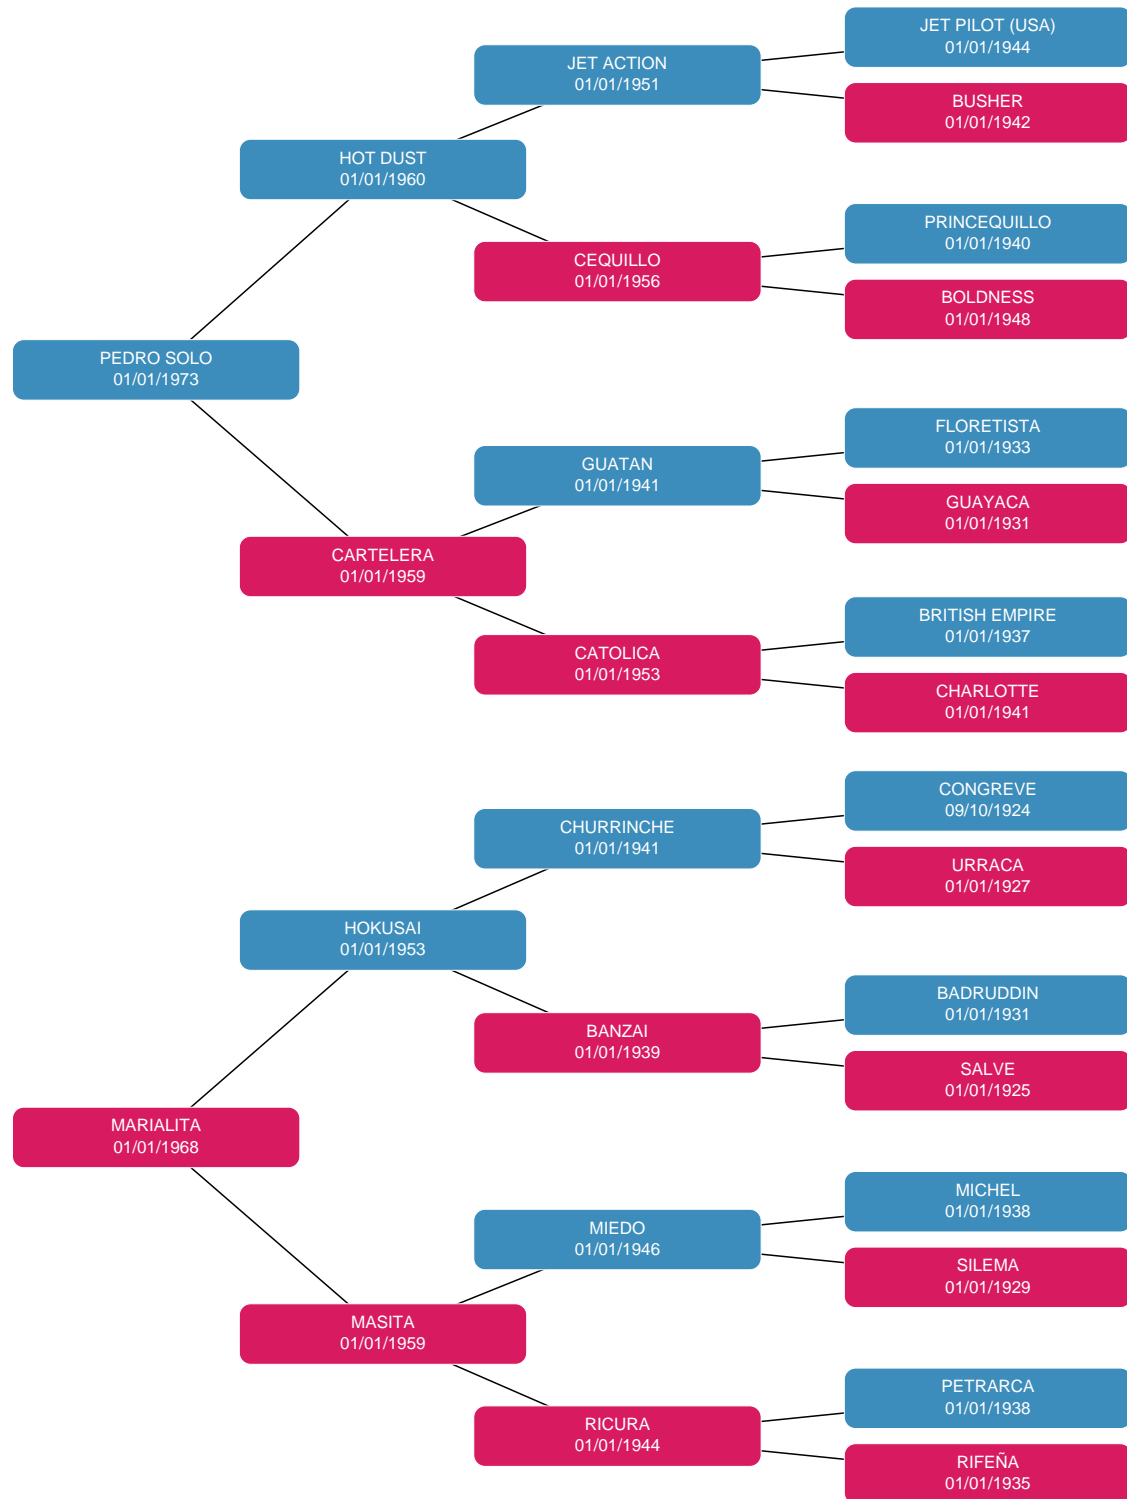 JET PILOT (USA)
01/01/1944
JET ACTION
01/01/1951
BUSHER
01/01/1942
HOT DUST
01/01/1960
PRINCEQUILLO
01/01/1940
CEQUILLO
01/01/1956
BOLDNESS
01/01/1948
PEDRO SOLO
01/01/1973
FLORETISTA
01/01/1933
GUATAN
01/01/1941
GUAYACA
01/01/1931
CARTELERA
01/01/1959
BRITISH EMPIRE
01/01/1937
CATOLICA
01/01/1953
CHARLOTTE
01/01/1941
CONGREVE
09/10/1924
CHURRINCHE
01/01/1941
URRACA
01/01/1927
HOKUSAI
01/01/1953
BADRUDDIN
01/01/1931
BANZAI
01/01/1939
SALVE
01/01/1925
MARIALITA
01/01/1968
MICHEL
01/01/1938
MIEDO
01/01/1946
SILEMA
01/01/1929
MASITA
01/01/1959
PETRARCA
01/01/1938
RICURA
01/01/1944
RIFEÑA
01/01/1935